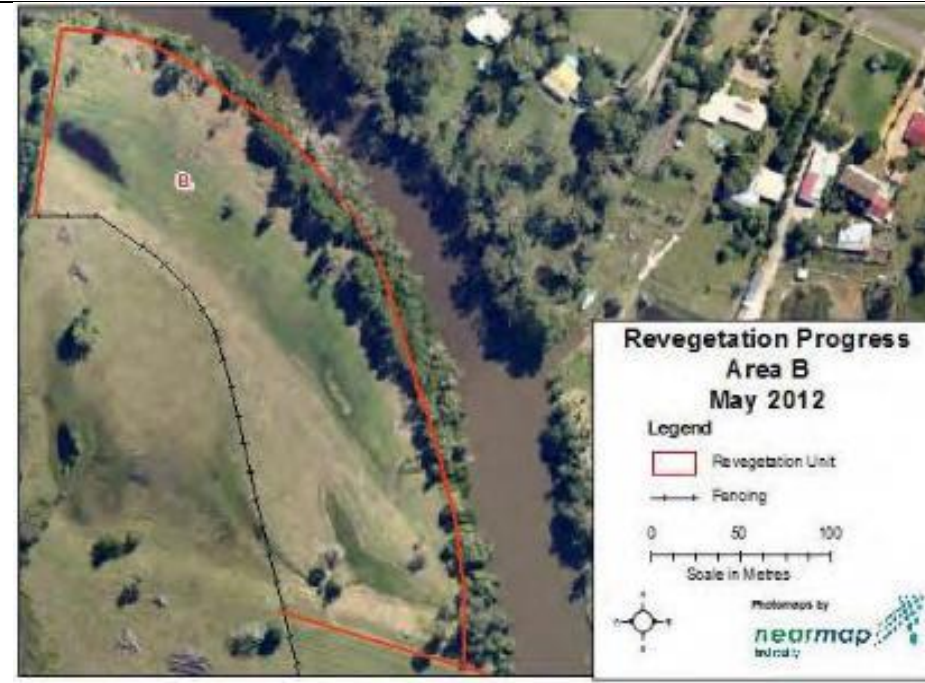 B
Revegetation Progress
Area B
May 2012
Legend
Revegetation Unit
Fencing
0 50 100
Scale in Metres
Photomaps by
nearmap